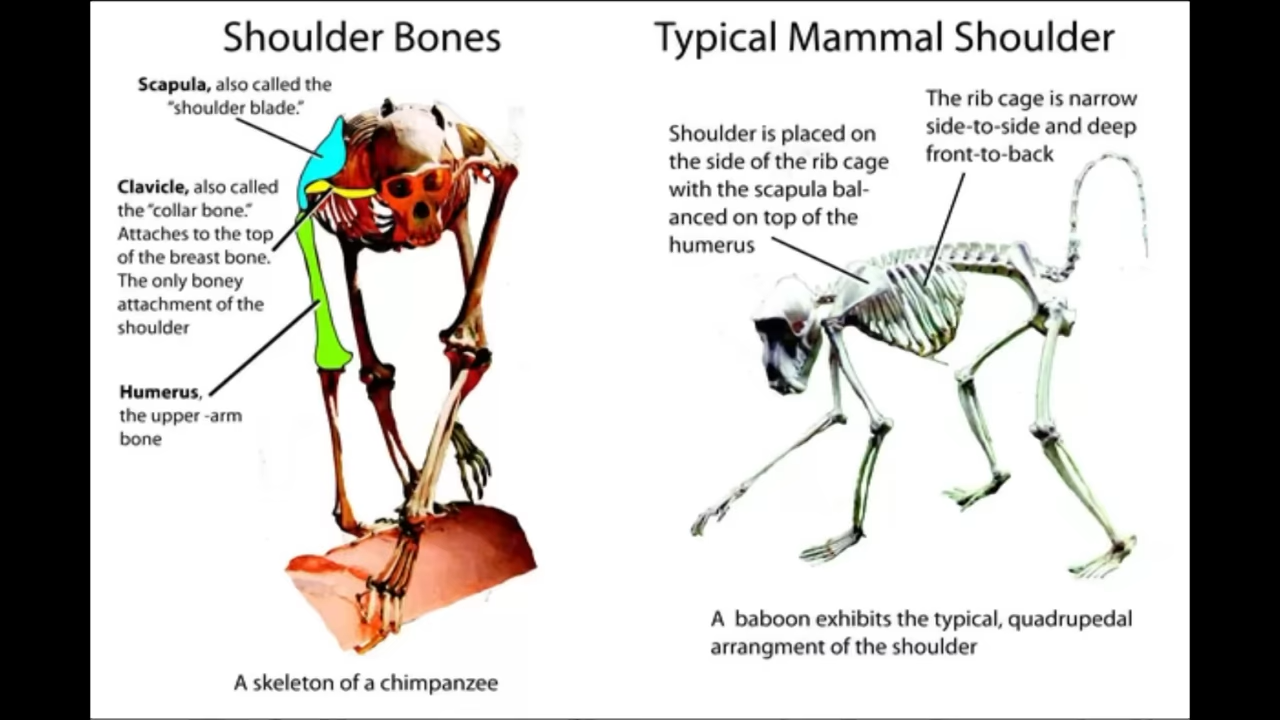 Shoulder Bones
Scapula, also called the
"shoulder blade."
Clavicle, also called
the "collar bone."
Attaches to the top
of the breast bone.
The only boney
attachment of the
shoulder
Humerus,
the upper -arm
bone
A skeleton of a chimpanzee
Typical Mammal Shoulder
Shoulder is placed on
the side of the rib cage
with the scapula bal-
anced on top of the
humerus
The rib cage is narrow
side-to-side and deep
front-to-back
A baboon exhibits the typical, quadrupedal
arrangment of the shoulder